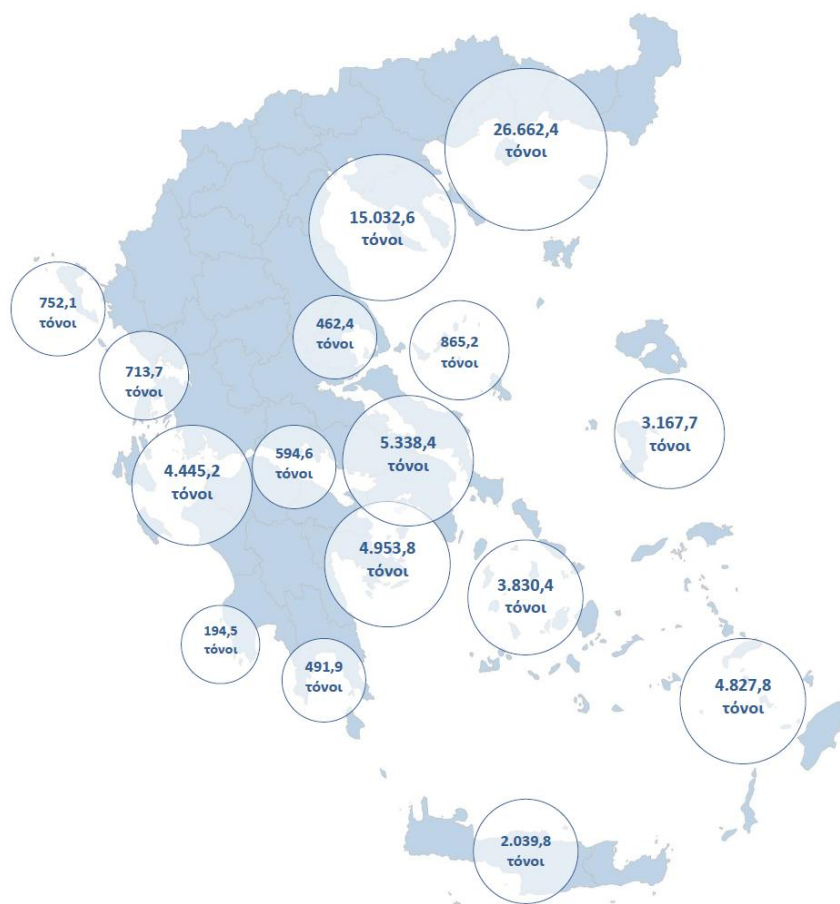 26.662,4
τόνοι
15.032,6
τόνοι
752,1
τόνοι
462,4
τόνοι
865,2
τόνοι
713,7
τόνοι
3.167,7
τόνοι
5.338,4
τόνοι
594,6
τόνοι
4.445,2
τόνοι
4.953,8
τόνοι
3.830,4
τόνοι
194,5
τόνοι
491,9
τόνοι
4.827,8
τόνοι
2.039,8
τόνοι